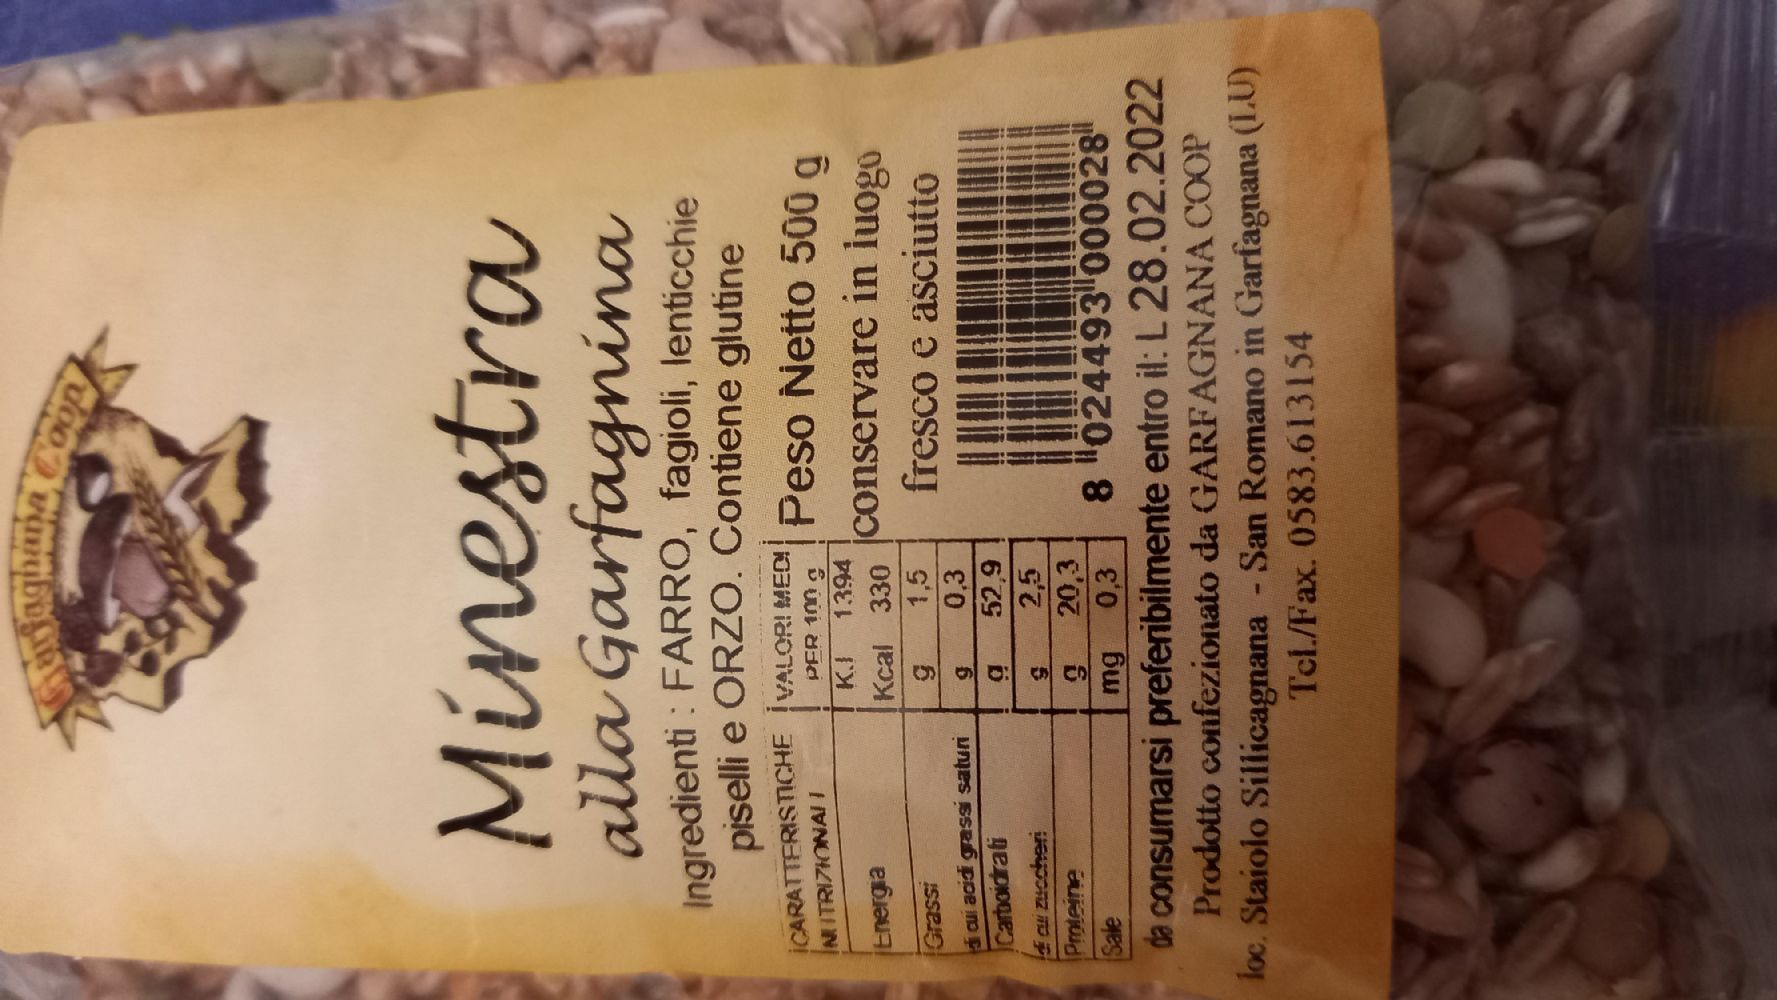 Garfagnana Coop
Minestra
alla Garfagnina
Ingredienti : FARRO, fagioli, lenticchie
piselli e ORZO. Contiene glutine
CARATTERISTICHE NUTRIZIONALI VALORI MEDI PER 100 g
Energia KJ 1394
Kcal 330
Grassi g 1,5
di cui acidi grassi saturi g 0,3
Carboidrati g 52,9
di cui zuccheri g 2,5
Proteine g 20,3
Sale mg 0,3
Peso Netto 500 g
conservare in luogo
fresco e asciutto
8 024493 000028
da consumarsi preferibilmente entro il: L 28.02.2022
Prodotto confezionato da GARFAGNANA COOP
loc. Staiolo Sillicagnana - San Romano in Garfagnana (LU)
Tel./Fax. 0583.613154